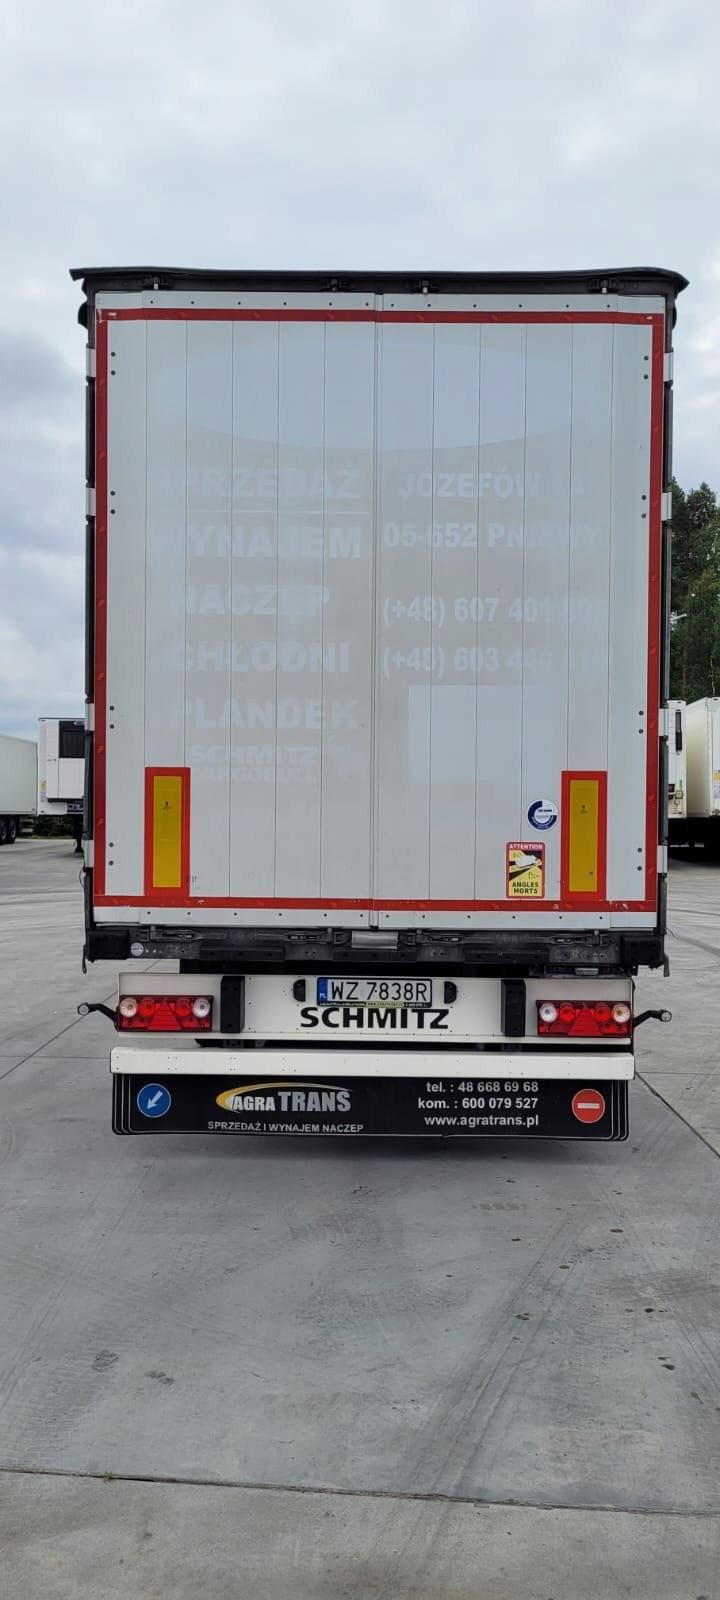 SPRZEDAŻ
WYNAJEM
NACZEP
CHŁODNI
PLANDEK
SCHMITZ
CARGOBULL
JÓZEFÓW
05-652 PNIEWY
(+48) 607 401
(+48) 603 440
ATTENTION
ANGLES
MORTS
WZ 7838R
SCHMITZ
AGRA TRANS
SPRZEDAŻ I WYNAJEM NACZEP
tel. : 48 668 69 68
kom. : 600 079 527
www.agratrans.pl